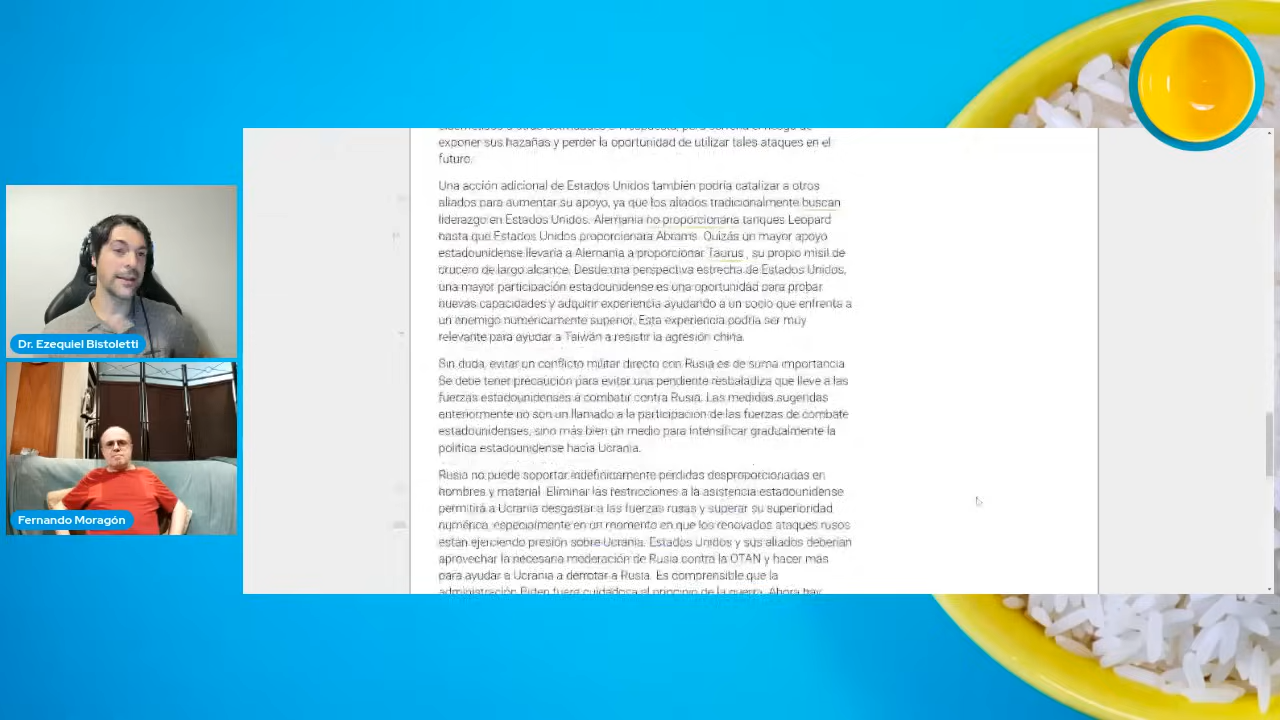 exponer sus hazañas y perder la oportunidad de utilizar tales ataques en el
futuro.
Una acción adicional de Estados Unidos también podría catalizar a otros
aliados para aumentar su apoyo, ya que los aliados tradicionalmente buscan
liderazgo en Estados Unidos. Alemania no proporcionaría tanques Leopard
hasta que Estados Unidos proporcionara Abrams. Quizás un mayor apoyo
estadounidense llevaría a Alemania a proporcionar Taurus , su propio misil de
crucero de largo alcance. Desde una perspectiva estrecha de Estados Unidos,
una mayor participación estadounidense es una oportunidad para probar
nuevas capacidades y adquirir experiencia ayudando a un socio que enfrenta a
un enemigo numéricamente superior. Esta experiencia podría ser muy
relevante para ayudar a Taiwán a resistir la agresión china.
Sin duda, evitar un conflicto militar directo con Rusia es de suma importancia
Se debe tener precaución para evitar una pendiente resbaladiza que lleve a las
fuerzas estadounidenses a combatir contra Rusia. Las medidas sugeridas
anteriormente no son un llamado a la participación de las fuerzas de combate
estadounidenses, sino más bien un medio para intensificar gradualmente la
política estadounidense hacia Ucrania.
Rusia no puede soportar indefinidamente pérdidas desproporcionadas en
hombres y material. Eliminar las restricciones a la asistencia estadounidense
permitirá a Ucrania desgastar a las fuerzas rusas y superar su superioridad
numérica, especialmente en un momento en que los renovados ataques rusos
están ejerciendo presión sobre Ucrania. Estados Unidos y sus aliados deberían
aprovechar la necesaria moderación de Rusia contra la OTAN y hacer más
para ayudar a Ucrania a derrotar a Rusia. Es comprensible que la
administración Biden fuera cuidadosa al principio de la guerra. Ahora hay
Dr. Ezequiel Bistoletti
Fernando Moragón